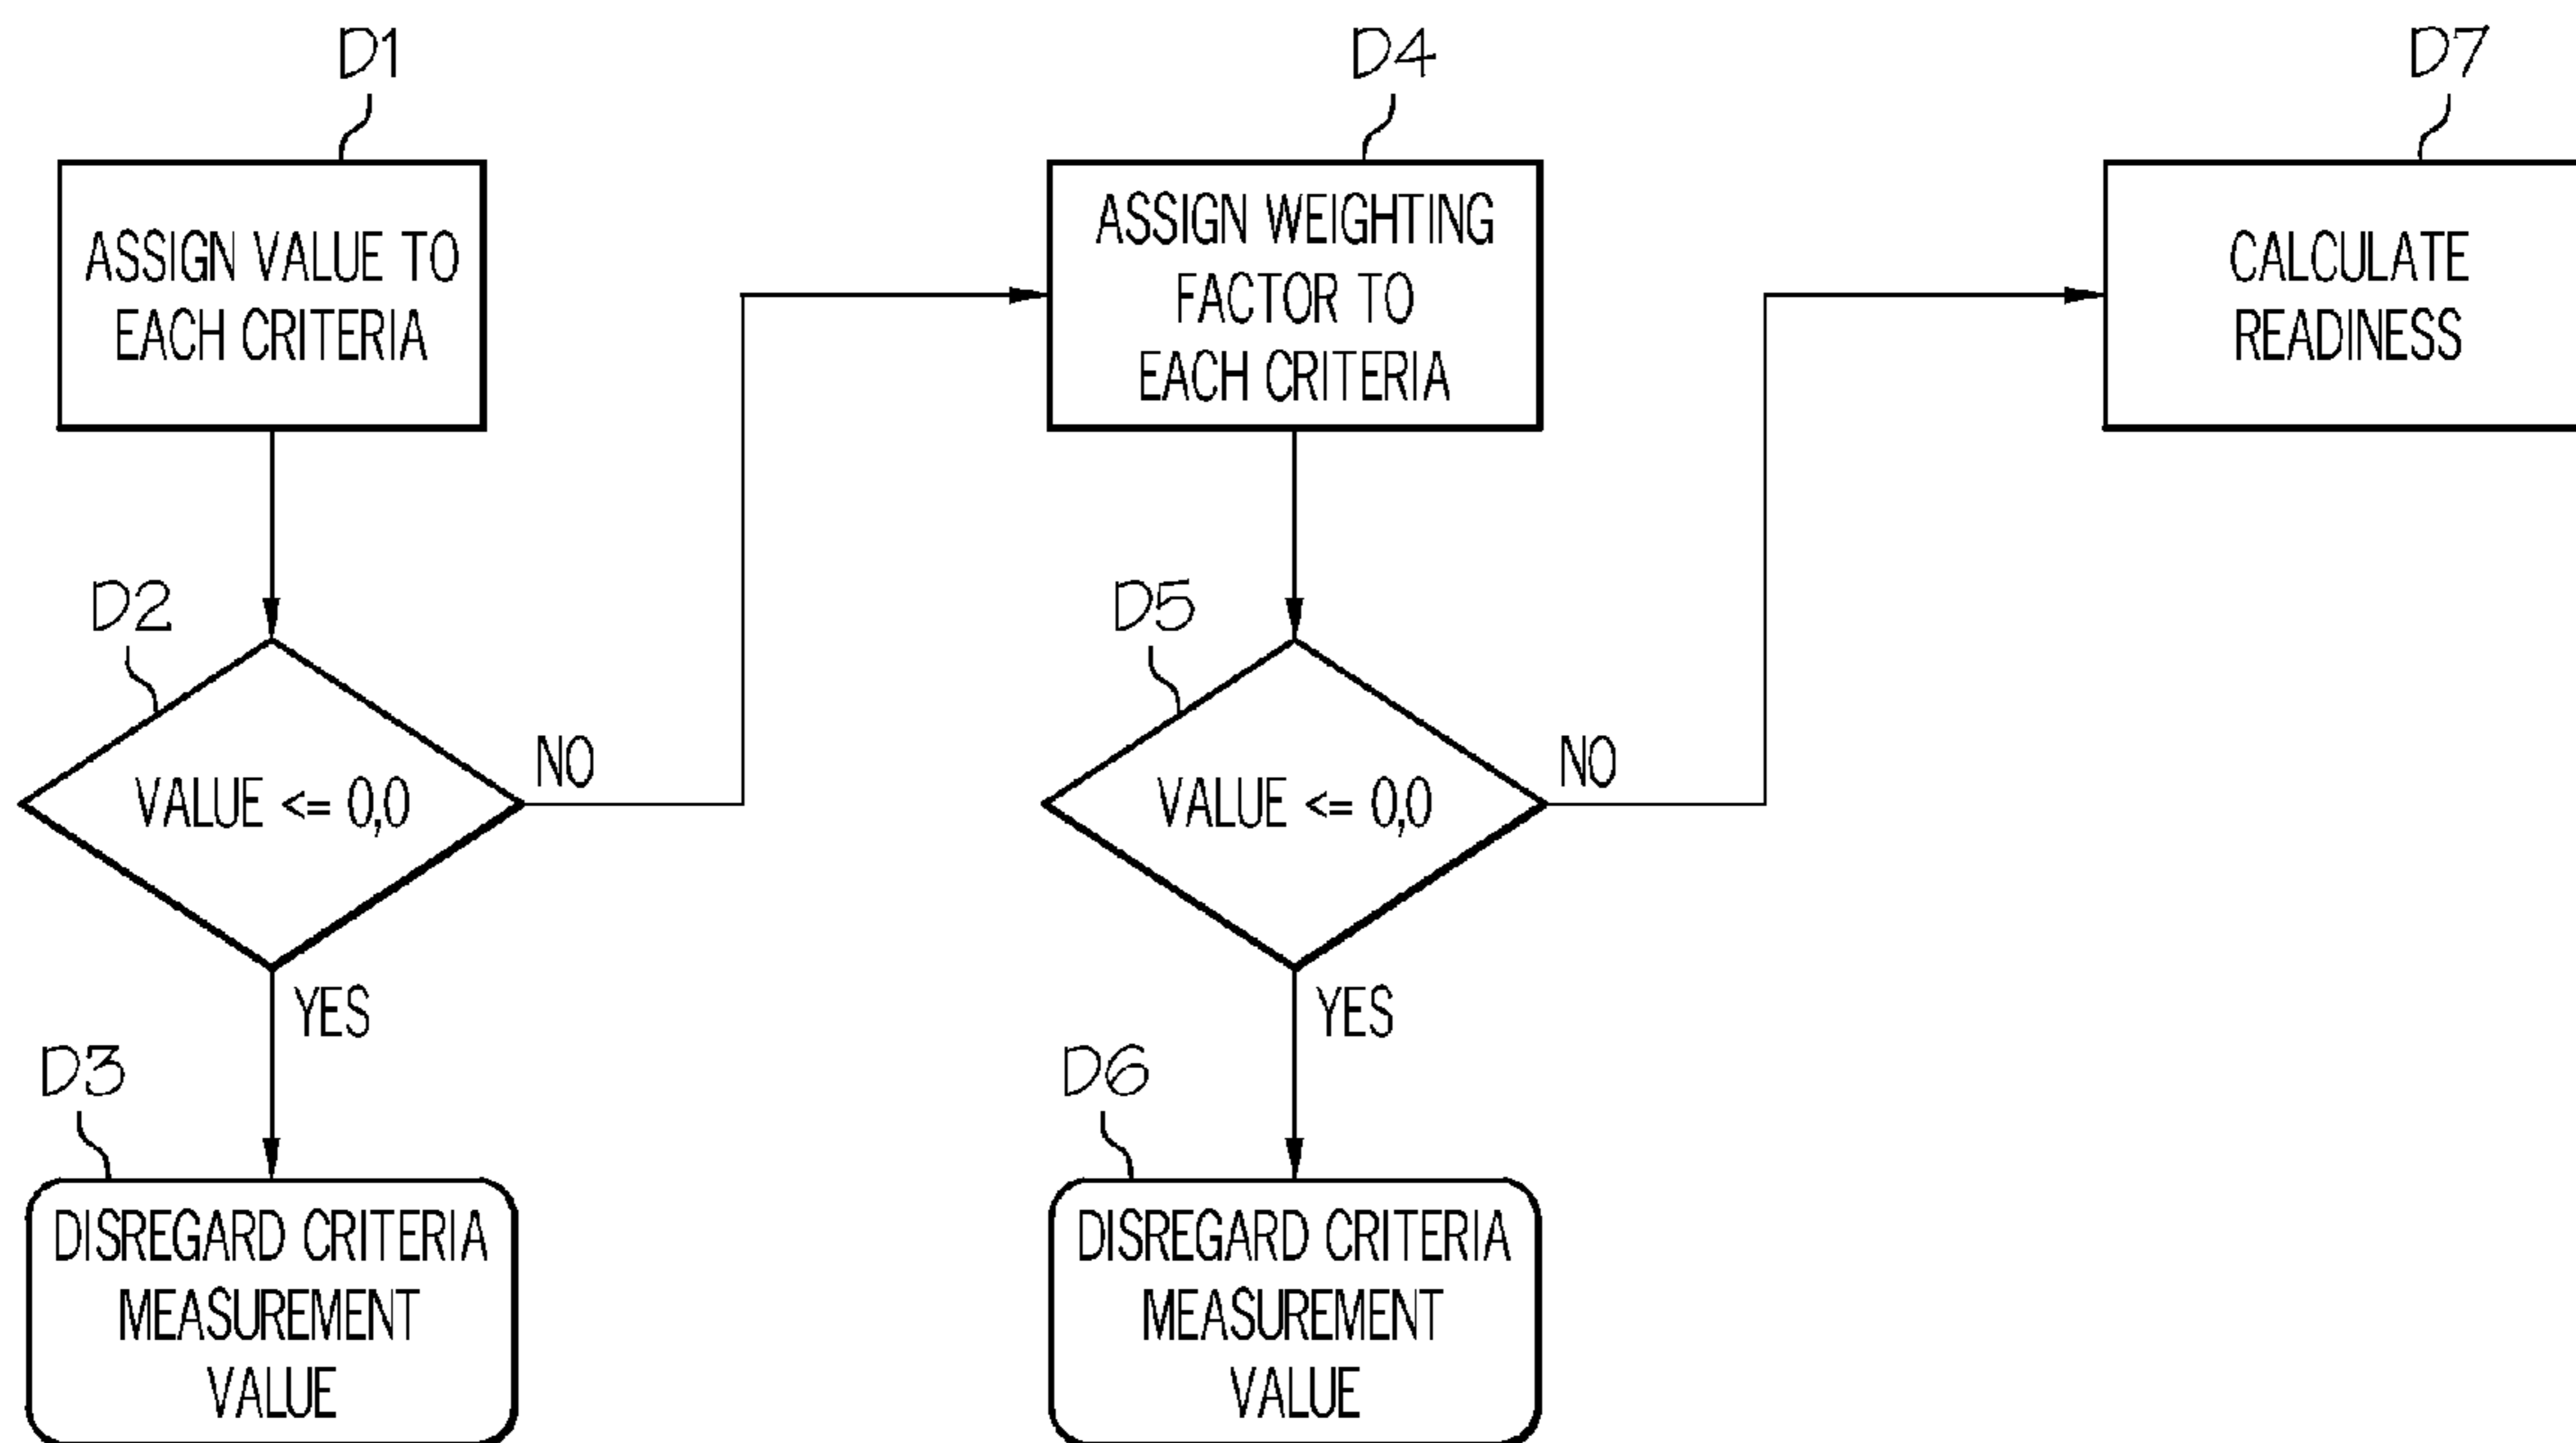 D1
ASSIGN VALUE TO
EACH CRITERIA
D2
VALUE <= 0,0
NO
YES
D3
DISREGARD CRITERIA
MEASUREMENT
VALUE
D4
ASSIGN WEIGHTING
FACTOR TO
EACH CRITERIA
D5
VALUE <= 0,0
NO
YES
D6
DISREGARD CRITERIA
MEASUREMENT
VALUE
D7
CALCULATE
READINESS